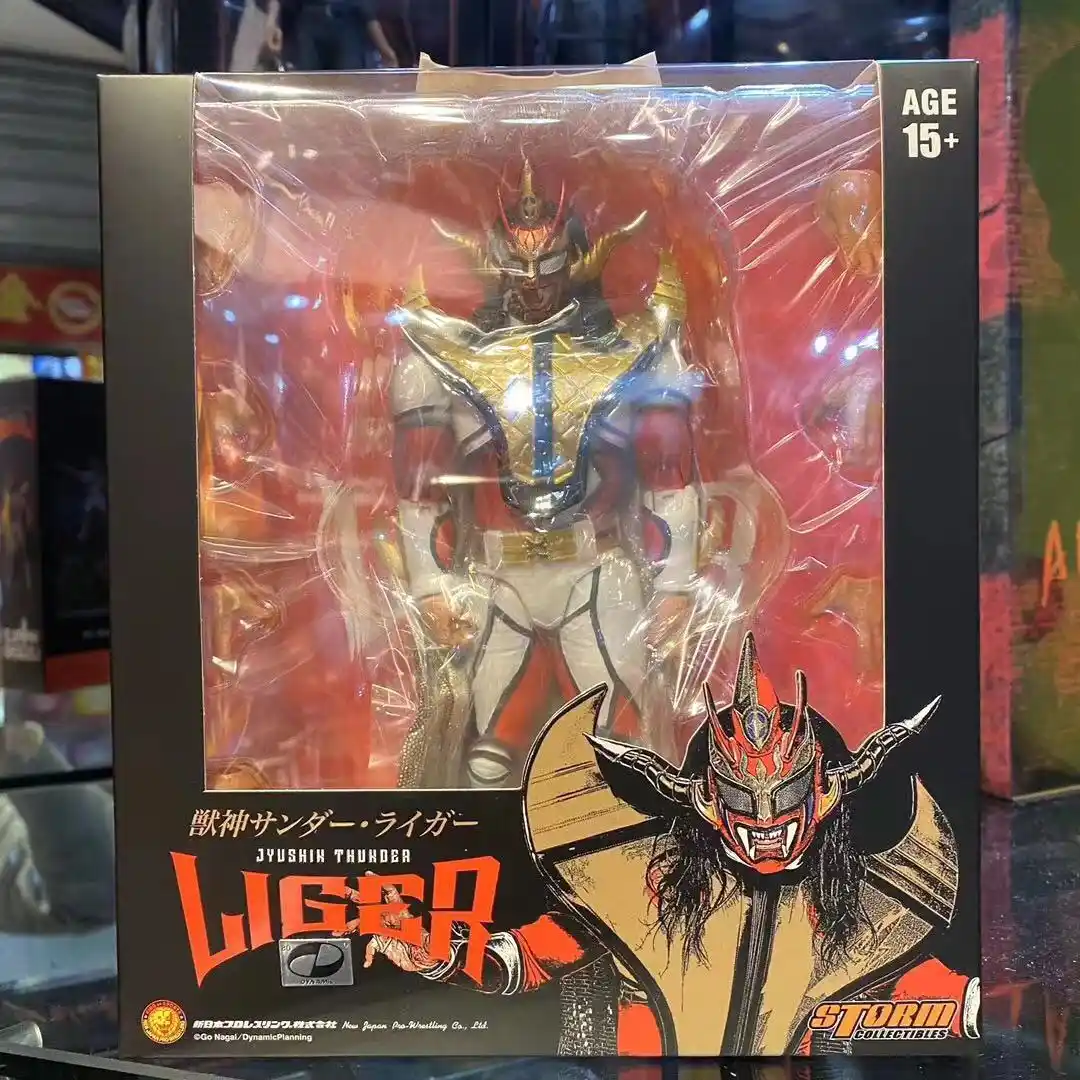 AGE
15+
獣神サンダー・ライガー
JYUSHIN THUNDER
LIGER
DYNAMIC
新日本プロレスリング株式会社 New Japan Pro-Wrestling Co., Ltd.
©Go Nagai/DynamicPlanning
STORM
COLLECTIBLES